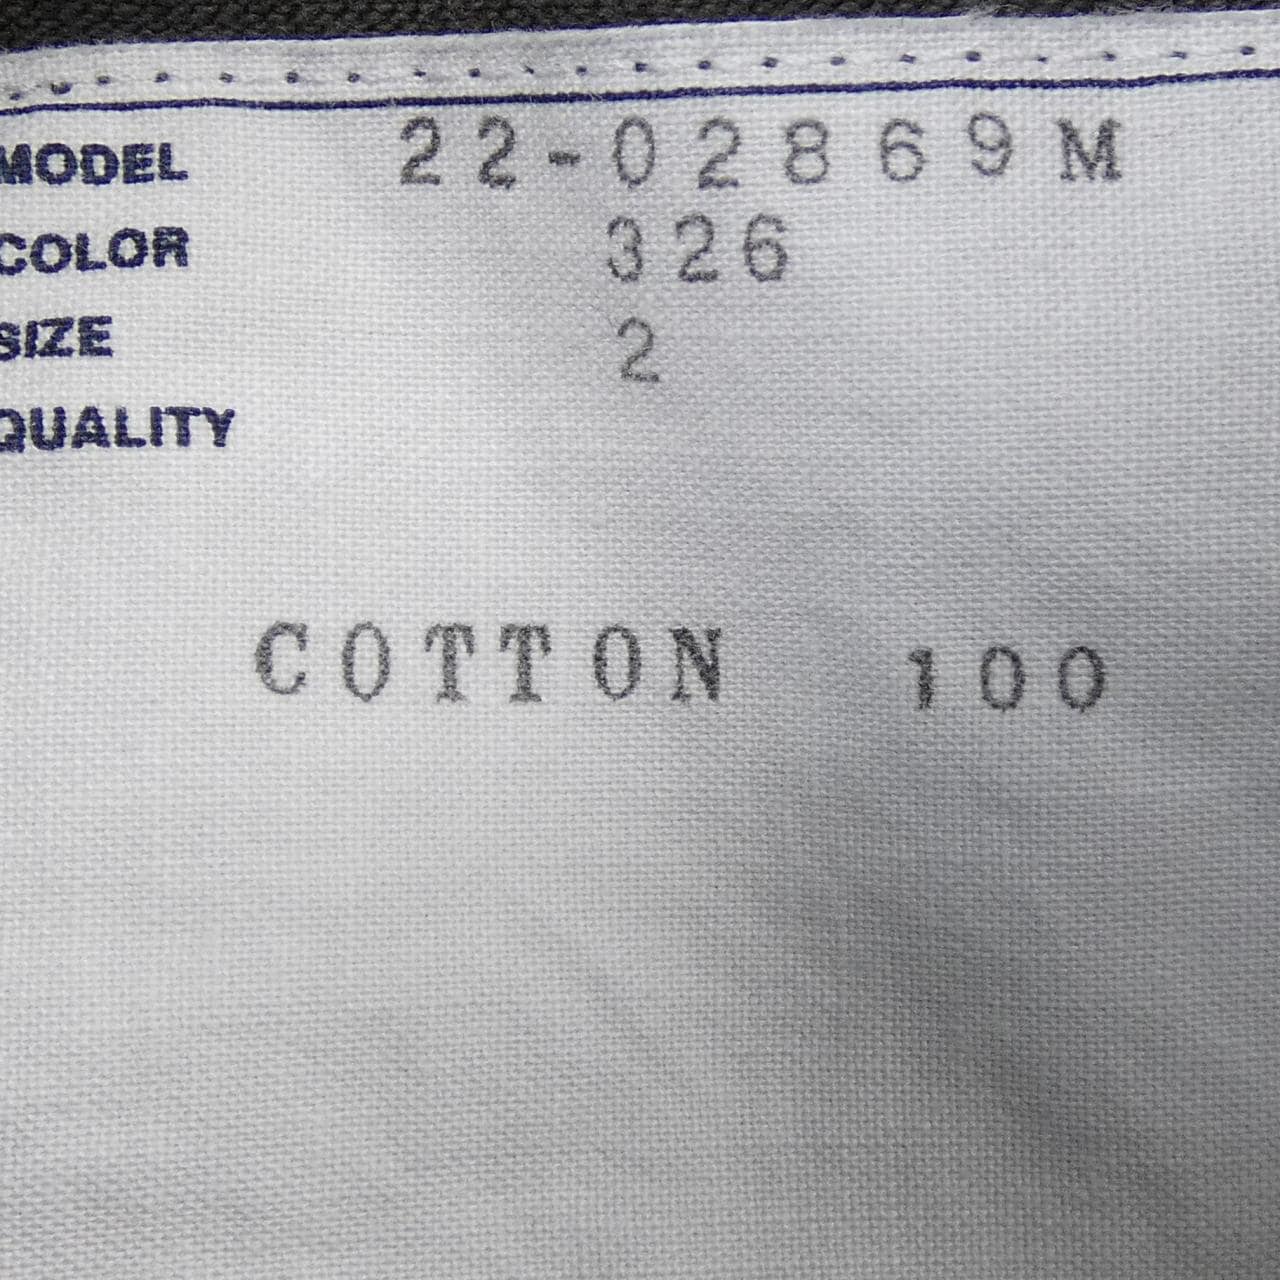 MODEL 22-02869M
COLOR 326
SIZE 2
QUALITY
COTTON 100